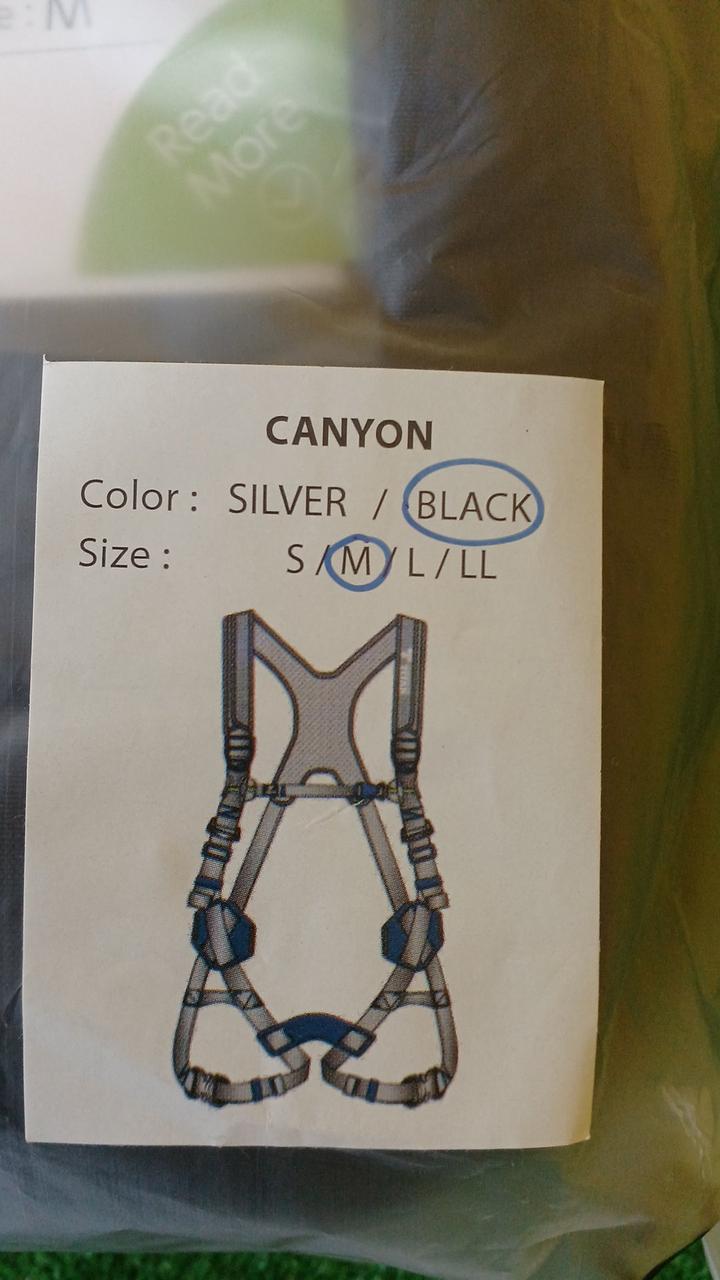 e : M
Read
More
CANYON
Color : SILVER / BLACK
Size : S / M / L / LL